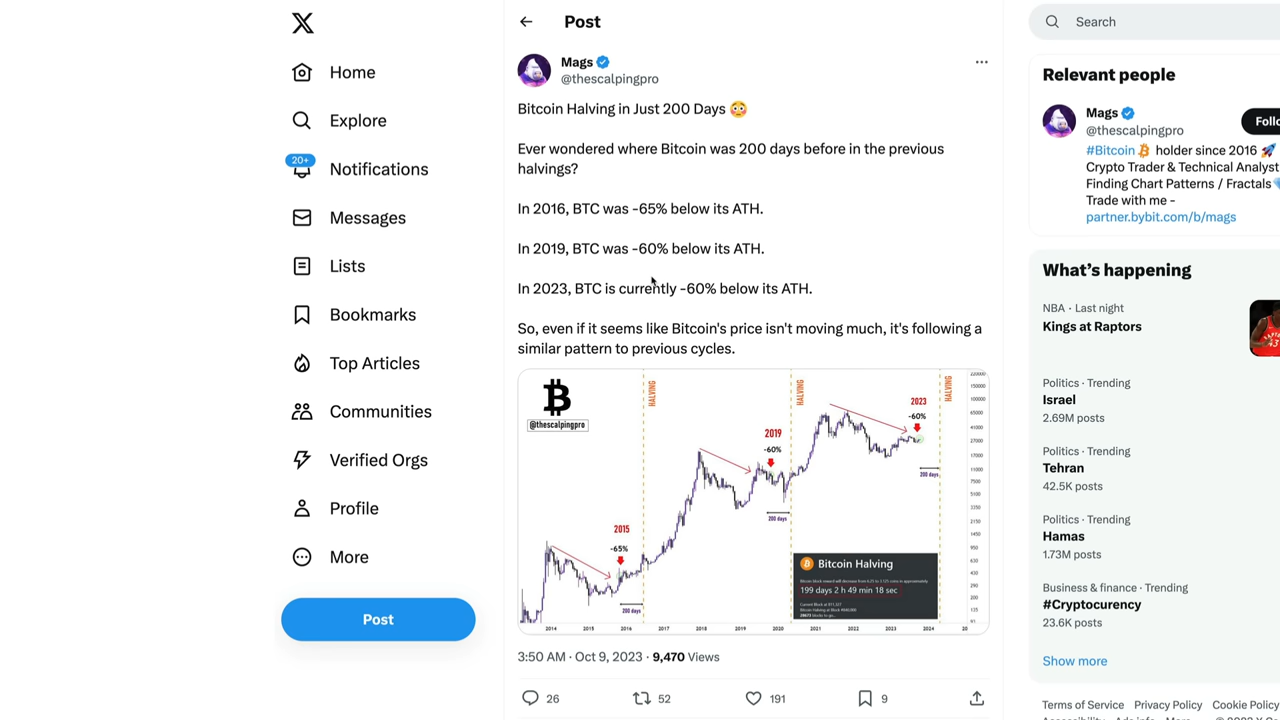 Home
Explore
20+
Notifications
Messages
Lists
Bookmarks
Top Articles
Communities
Verified Orgs
Profile
More
Post
Post
Mags
@thescalpingpro
Bitcoin Halving in Just 200 Days 😳
Ever wondered where Bitcoin was 200 days before in the previous
halvings?
In 2016, BTC was -65% below its ATH.
In 2019, BTC was -60% below its ATH.
In 2023, BTC is currently -60% below its ATH.
So, even if it seems like Bitcoin's price isn't moving much, it's following a
similar pattern to previous cycles.
@thescalpingpro
HALVING
HALVING
HALVING
2015
-65%
200 days
2019
-60%
200 days
2023
-60%
200 days
Bitcoin Halving
199 days 2 h 49 min 18 sec
2014 2015 2016 2017 2018 2019 2020 2021 2022 2023 2024 20
3:50 AM · Oct 9, 2023 · 9,470 Views
26 52 191 9
Search
Relevant people
Mags
@thescalpingpro
Follo
#Bitcoin holder since 2016 🚀
Crypto Trader & Technical Analyst
Finding Chart Patterns / Fractals
Trade with me -
partner.bybit.com/b/mags
What's happening
NBA · Last night
Kings at Raptors
Politics · Trending
Israel
2.69M posts
Politics · Trending
Tehran
42.5K posts
Politics · Trending
Hamas
1.73M posts
Business & finance · Trending
#Cryptocurency
23.6K posts
Show more
Terms of Service Privacy Policy Cookie Policy